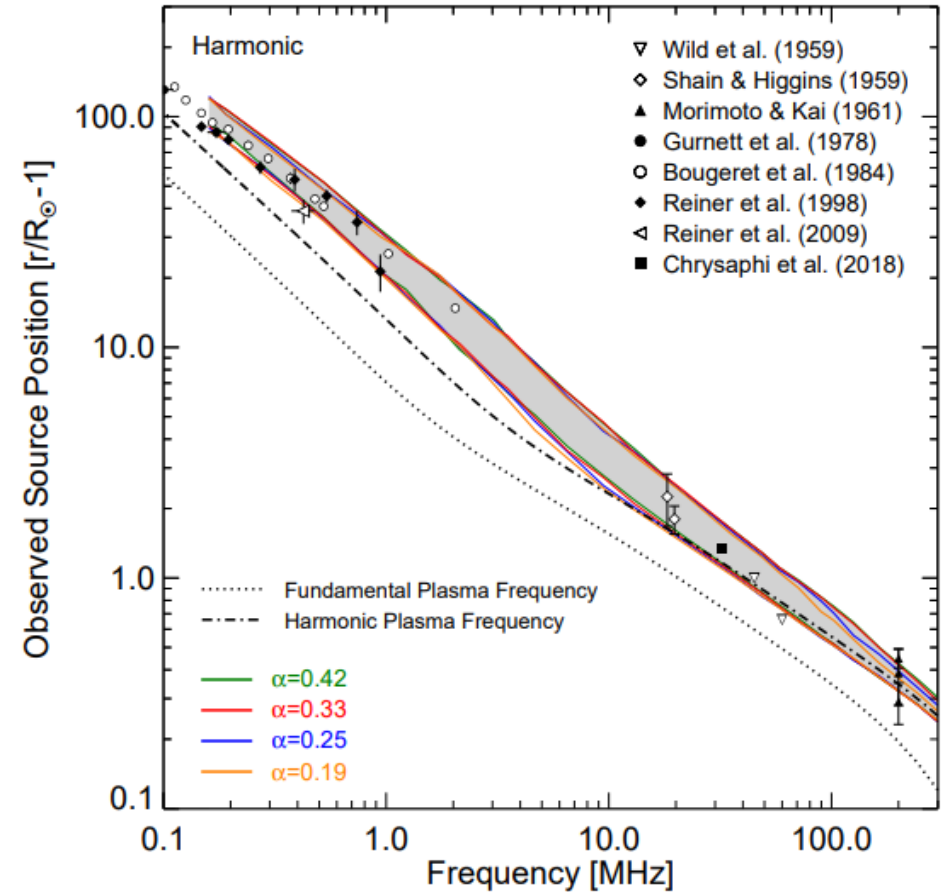 Harmonic
Wild et al. (1959)
Shain & Higgins (1959)
Morimoto & Kai (1961)
Gurnett et al. (1978)
Bougeret et al. (1984)
Reiner et al. (1998)
Reiner et al. (2009)
Chrysaphi et al. (2018)
Observed Source Position [r/R☉-1]
100.0
10.0
1.0
0.1
Fundamental Plasma Frequency
Harmonic Plasma Frequency
α=0.42
α=0.33
α=0.25
α=0.19
0.1 1.0 10.0 100.0
Frequency [MHz]